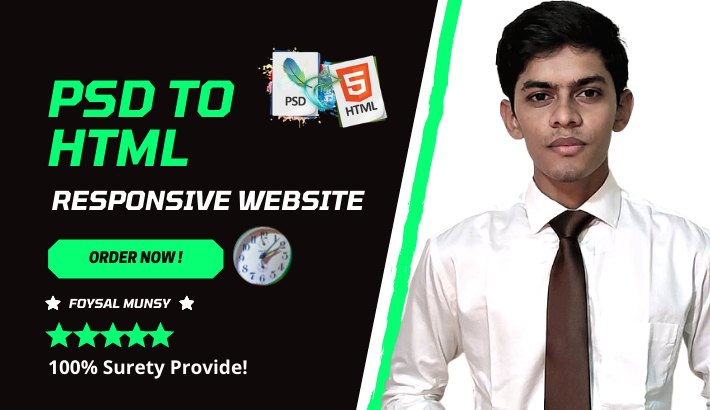 PSD TO
HTML
PSD
HTML
RESPONSIVE WEBSITE
ORDER NOW !
FOYSAL MUNSY
100% Surety Provide!